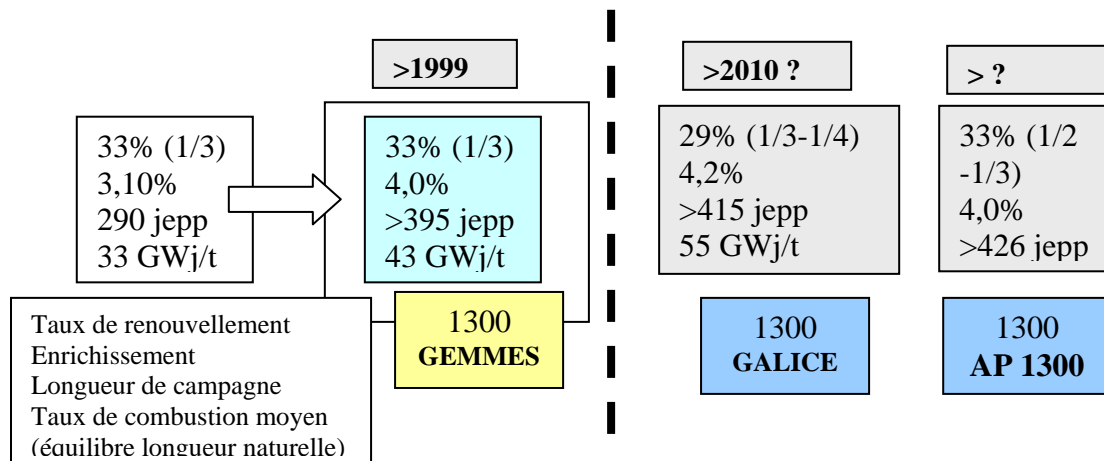 >1999
>2010 ?
> ?
33% (1/3)
3,10%
290 jepp
33 GWj/t
33% (1/3)
4,0%
>395 jepp
43 GWj/t
29% (1/3-1/4)
4,2%
>415 jepp
55 GWj/t
33% (1/2
-1/3)
4,0%
>426 jepp
Taux de renouvellement
Enrichissement
Longueur de campagne
Taux de combustion moyen
(équilibre longueur naturelle)
1300
GEMMES
1300
GALICE
1300
AP 1300